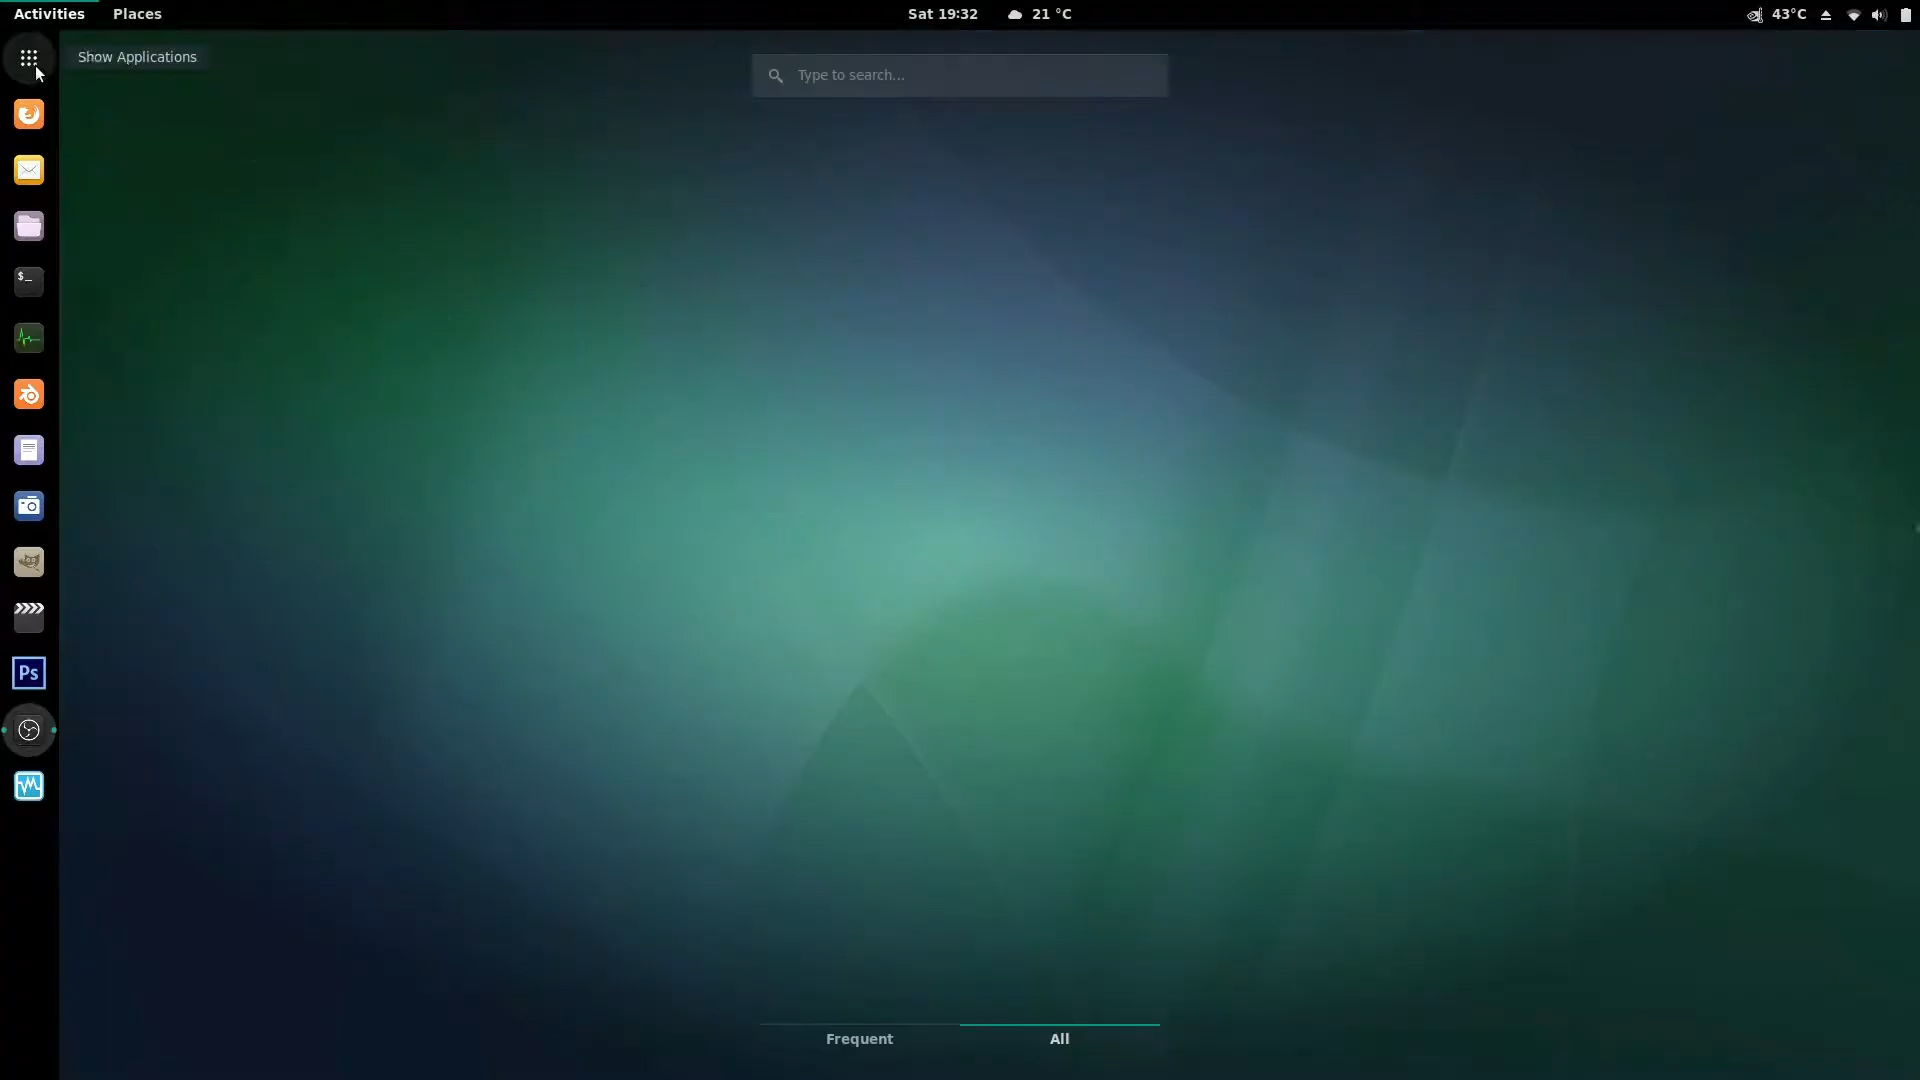 Activities Places Sat 19:32 21 °C 43°C
Show Applications
Type to search...
$_
Ps
Frequent All